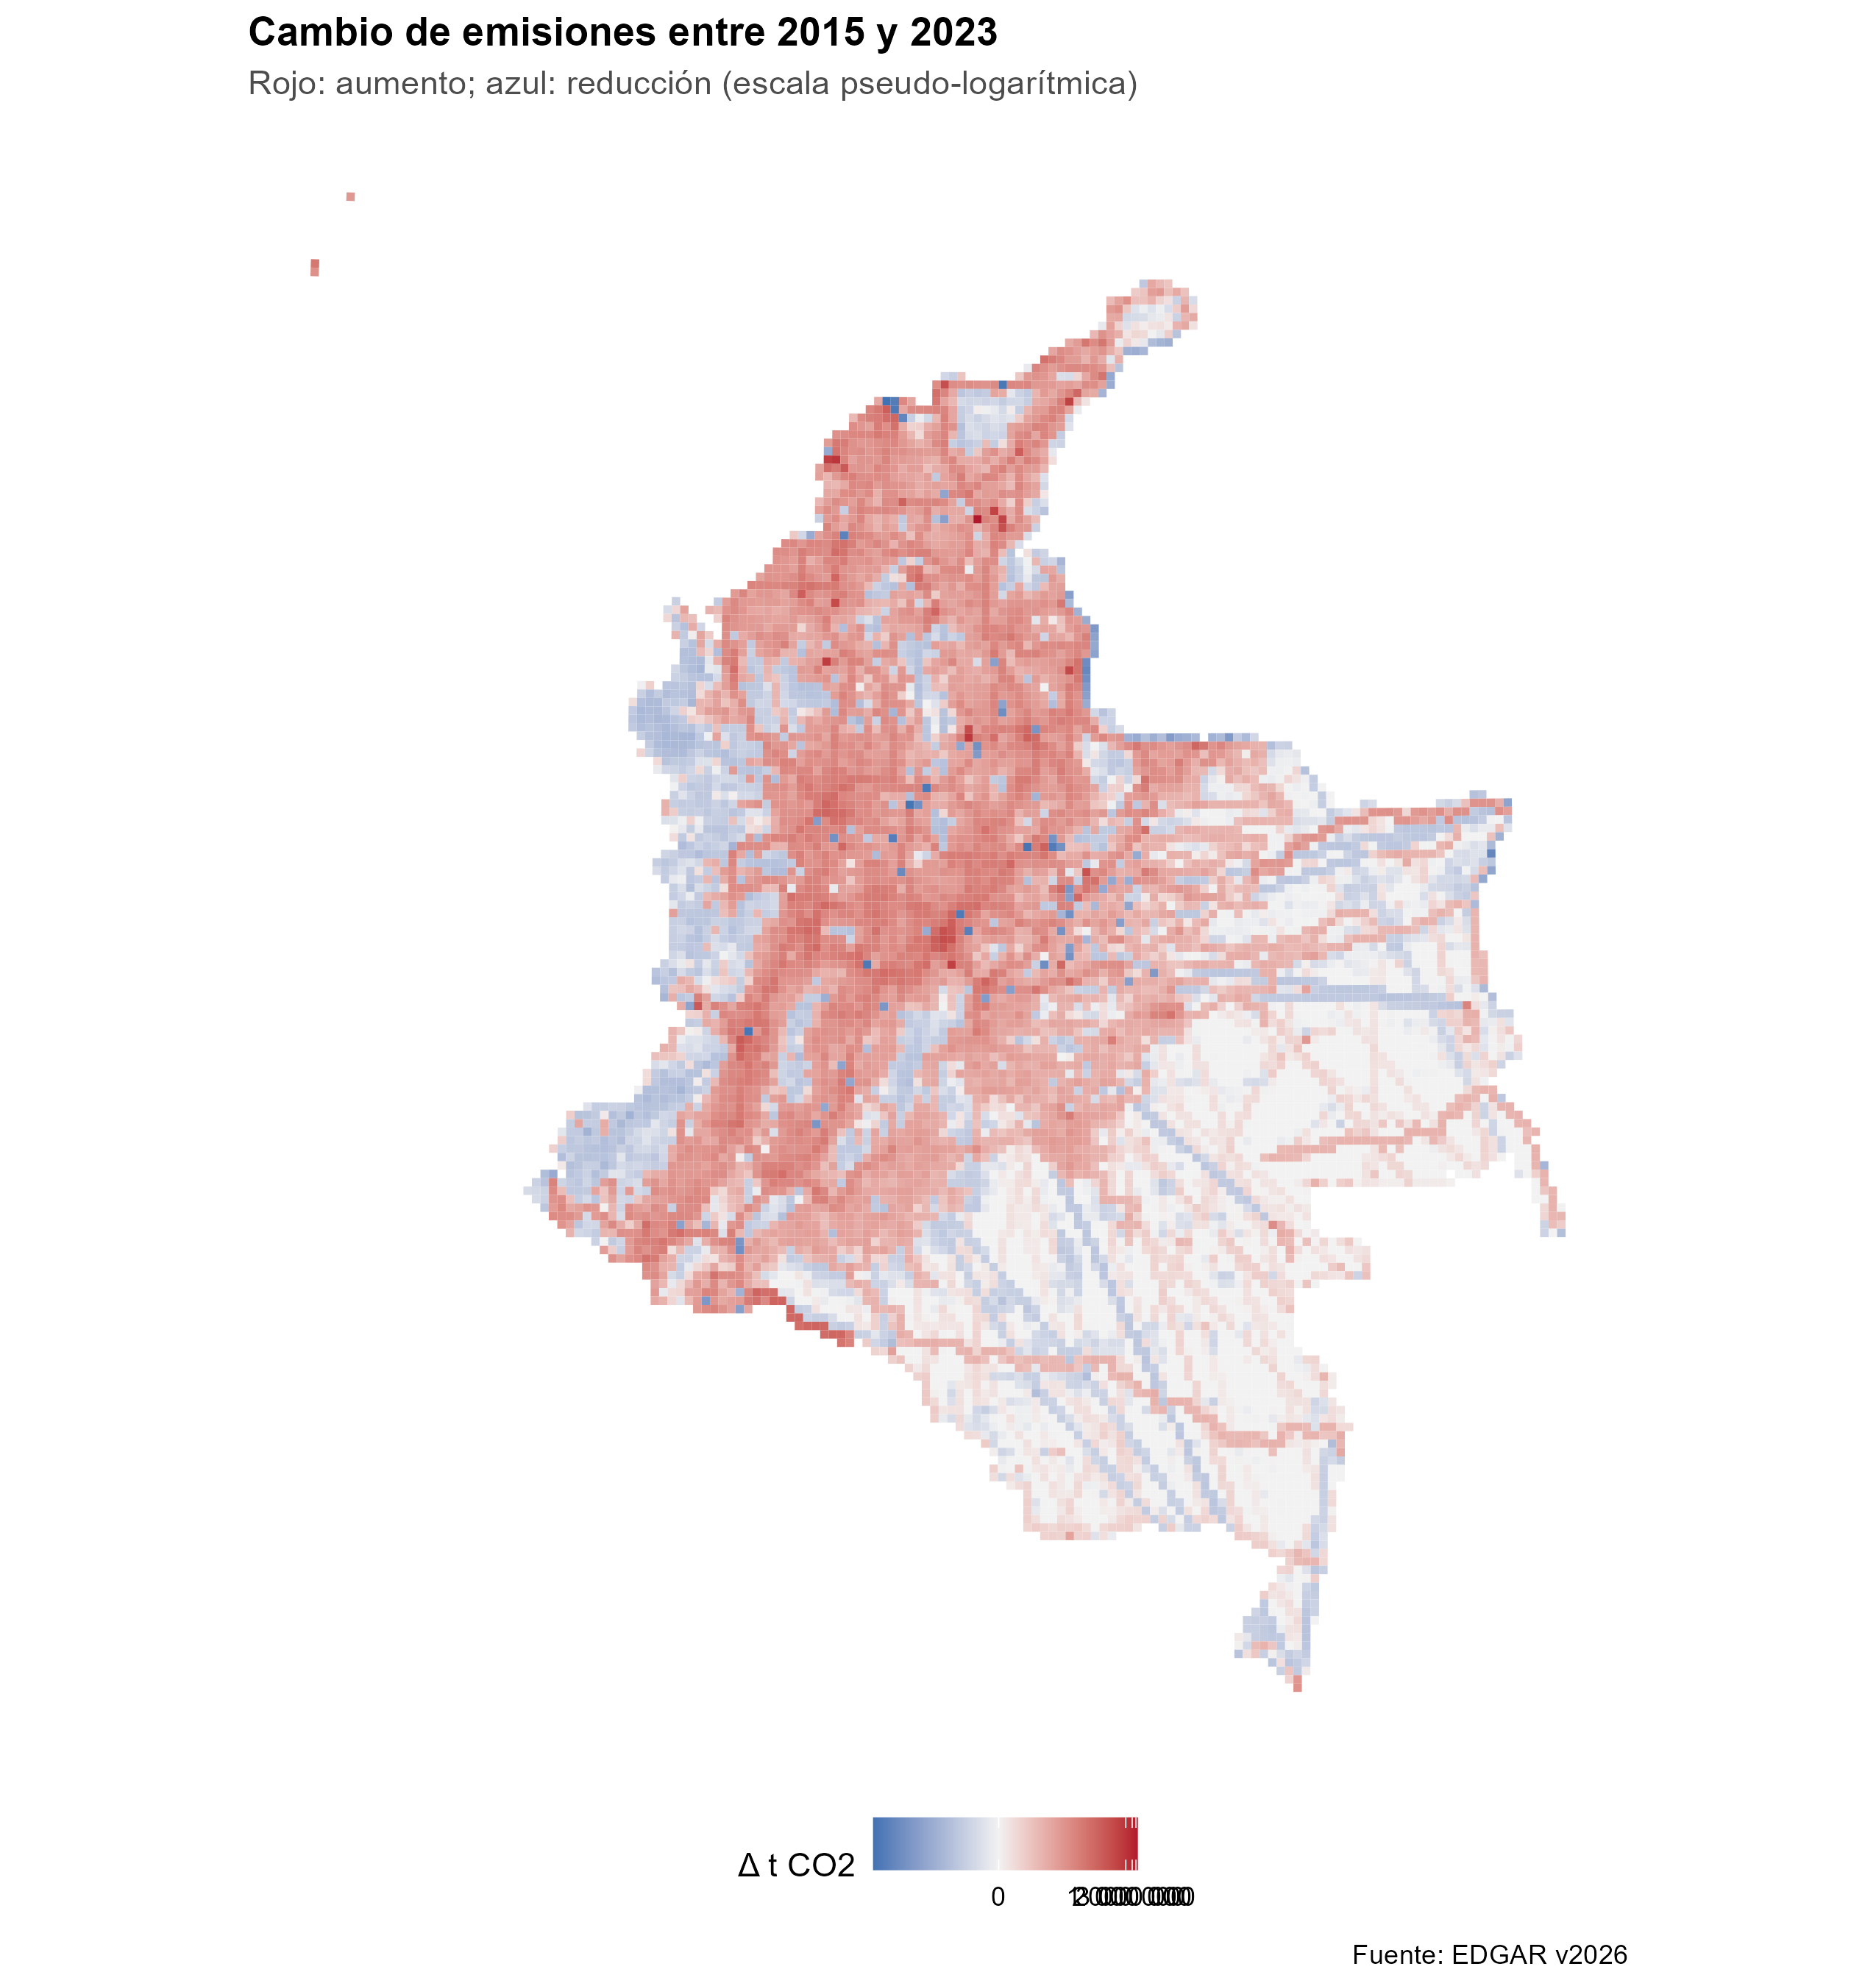 Cambio de emisiones entre 2015 y 2023
Rojo: aumento; azul: reducción (escala pseudo-logarítmica)
Δ t CO2
0
Fuente: EDGAR v2026